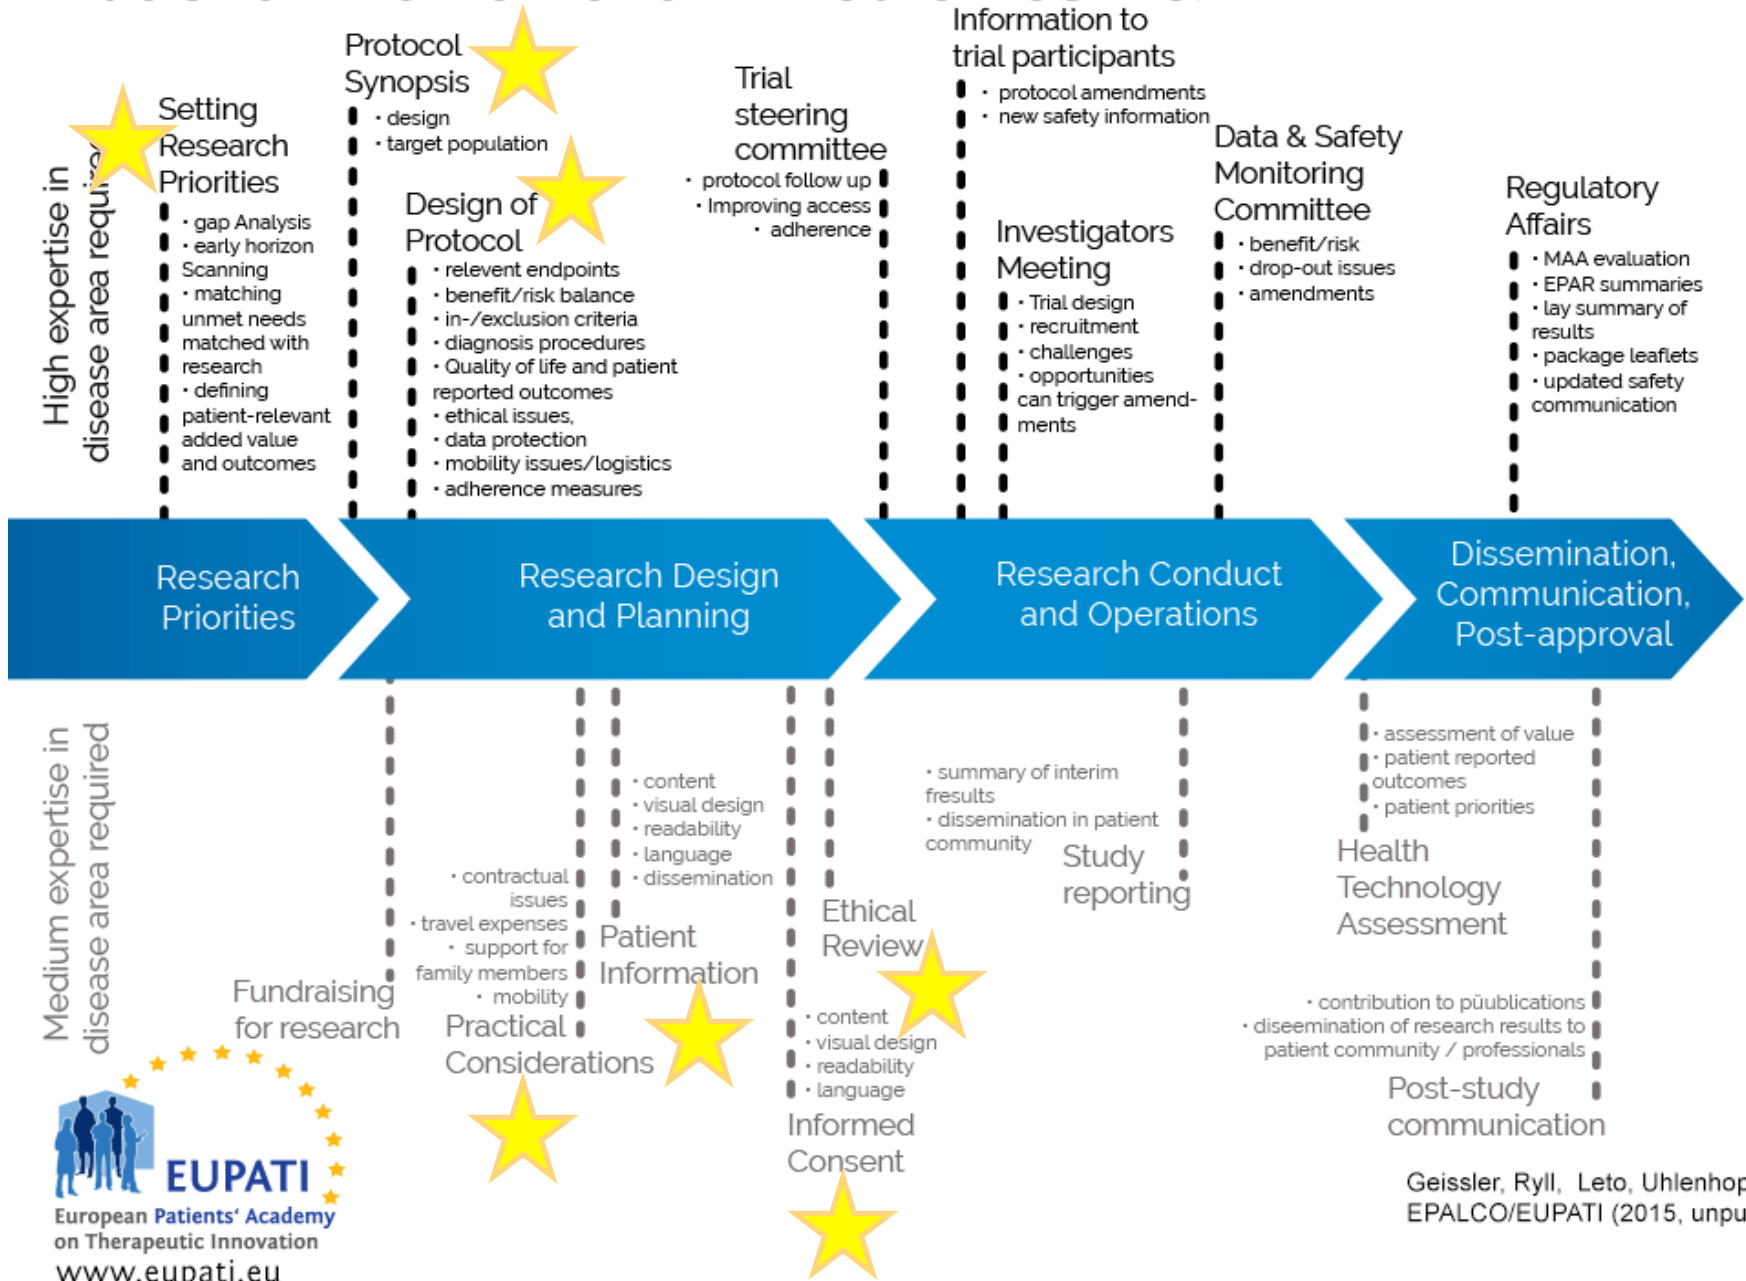 High expertise in
disease area required
Setting
Research
Priorities
• gap Analysis
• early horizon
Scanning
• matching
unmet needs
matched with
research
• defining
patient-relevant
added value
and outcomes
Protocol
Synopsis
• design
• target population
Design of
Protocol
• relevent endpoints
• benefit/risk balance
• in-/exclusion criteria
• diagnosis procedures
• Quality of life and patient
reported outcomes
• ethical issues,
• data protection
• mobility issues/logistics
• adherence measures
Trial
steering
committee
• protocol follow up
• Improving access
• adherence
Information to
trial participants
• protocol amendments
• new safety information
Investigators
Meeting
• Trial design
• recruitment
• challenges
• opportunities
can trigger amend-
ments
Data & Safety
Monitoring
Committee
• benefit/risk
• drop-out issues
• amendments
Regulatory
Affairs
• MAA evaluation
• EPAR summaries
• lay summary of
results
• package leaflets
• updated safety
communication
Research
Priorities
Research Design
and Planning
Research Conduct
and Operations
Dissemination,
Communication,
Post-approval
Medium expertise in
disease area required
Fundraising
for research
• contractual
issues
• travel expenses
• support for
family members
• mobility
Practical
Considerations
• content
• visual design
• readability
• language
• dissemination
Patient
Information
Ethical
Review
• content
• visual design
• readability
• language
Informed
Consent
• summary of interim
fresults
• dissemination in patient
community
Study
reporting
• assessment of value
• patient reported
outcomes
• patient priorities
Health
Technology
Assessment
• contribution to püublications
• diseemination of research results to
patient community / professionals
Post-study
communication
EUPATI
European Patients' Academy
on Therapeutic Innovation
www.eupati.eu
Geissler, Ryll, Leto,
EPALCO/EUPATI (2015,